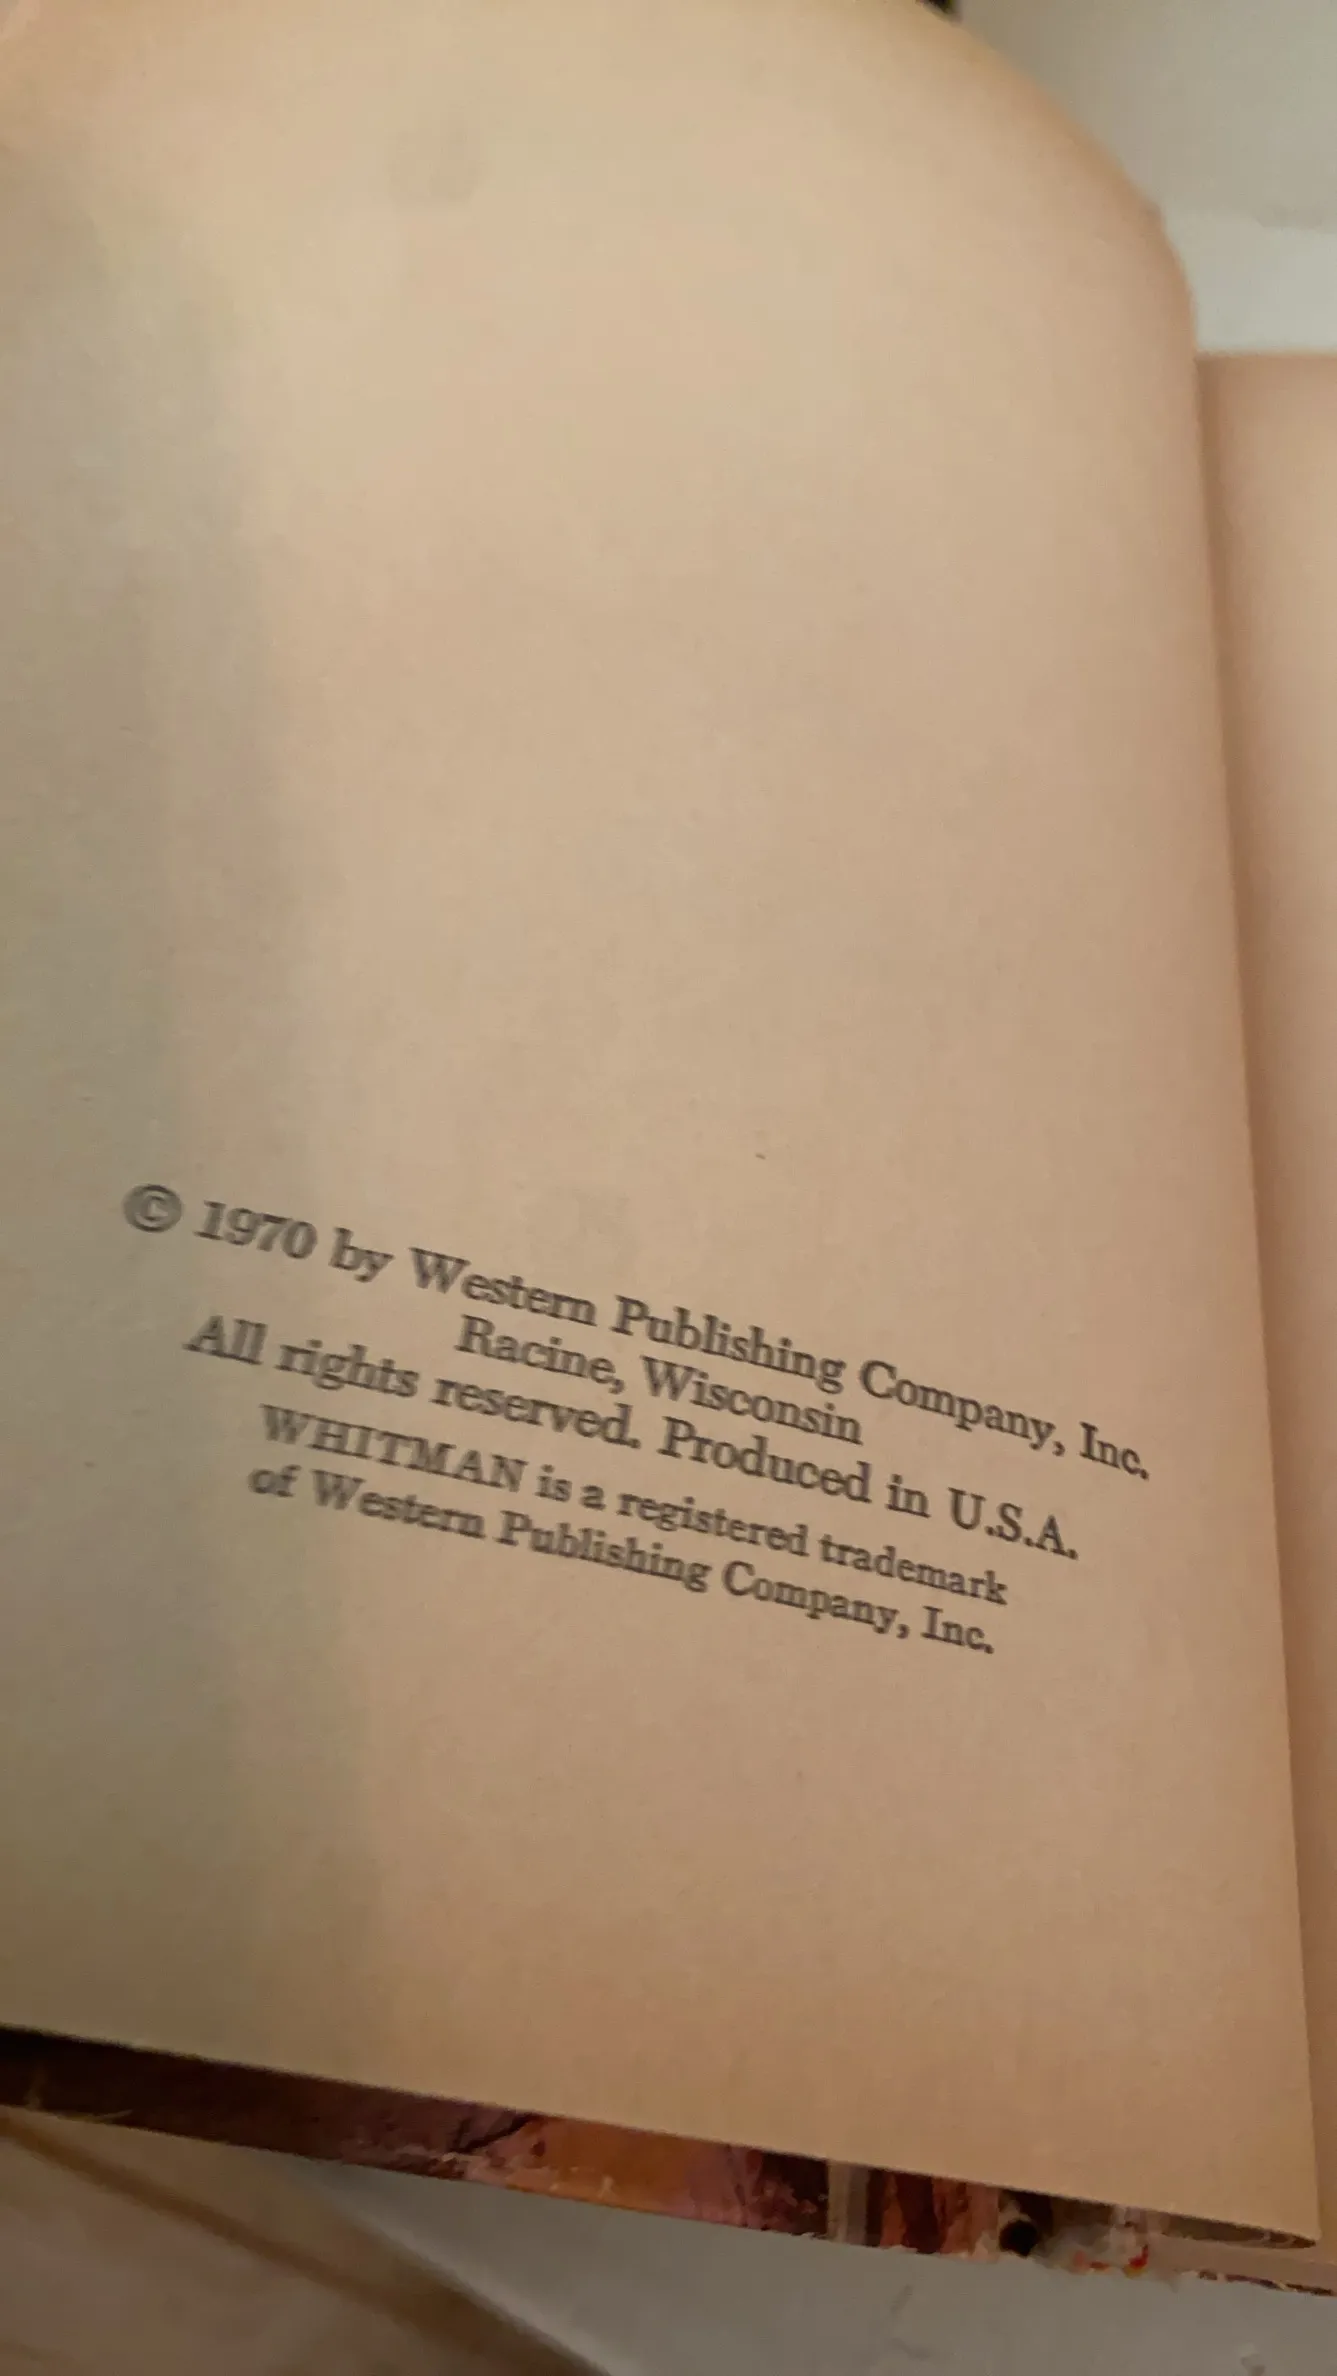 © 1970 by Western Publishing Company, Inc.
Racine, Wisconsin
All rights reserved. Produced in U.S.A.
WHITMAN is a registered trademark
of Western Publishing Company, Inc.